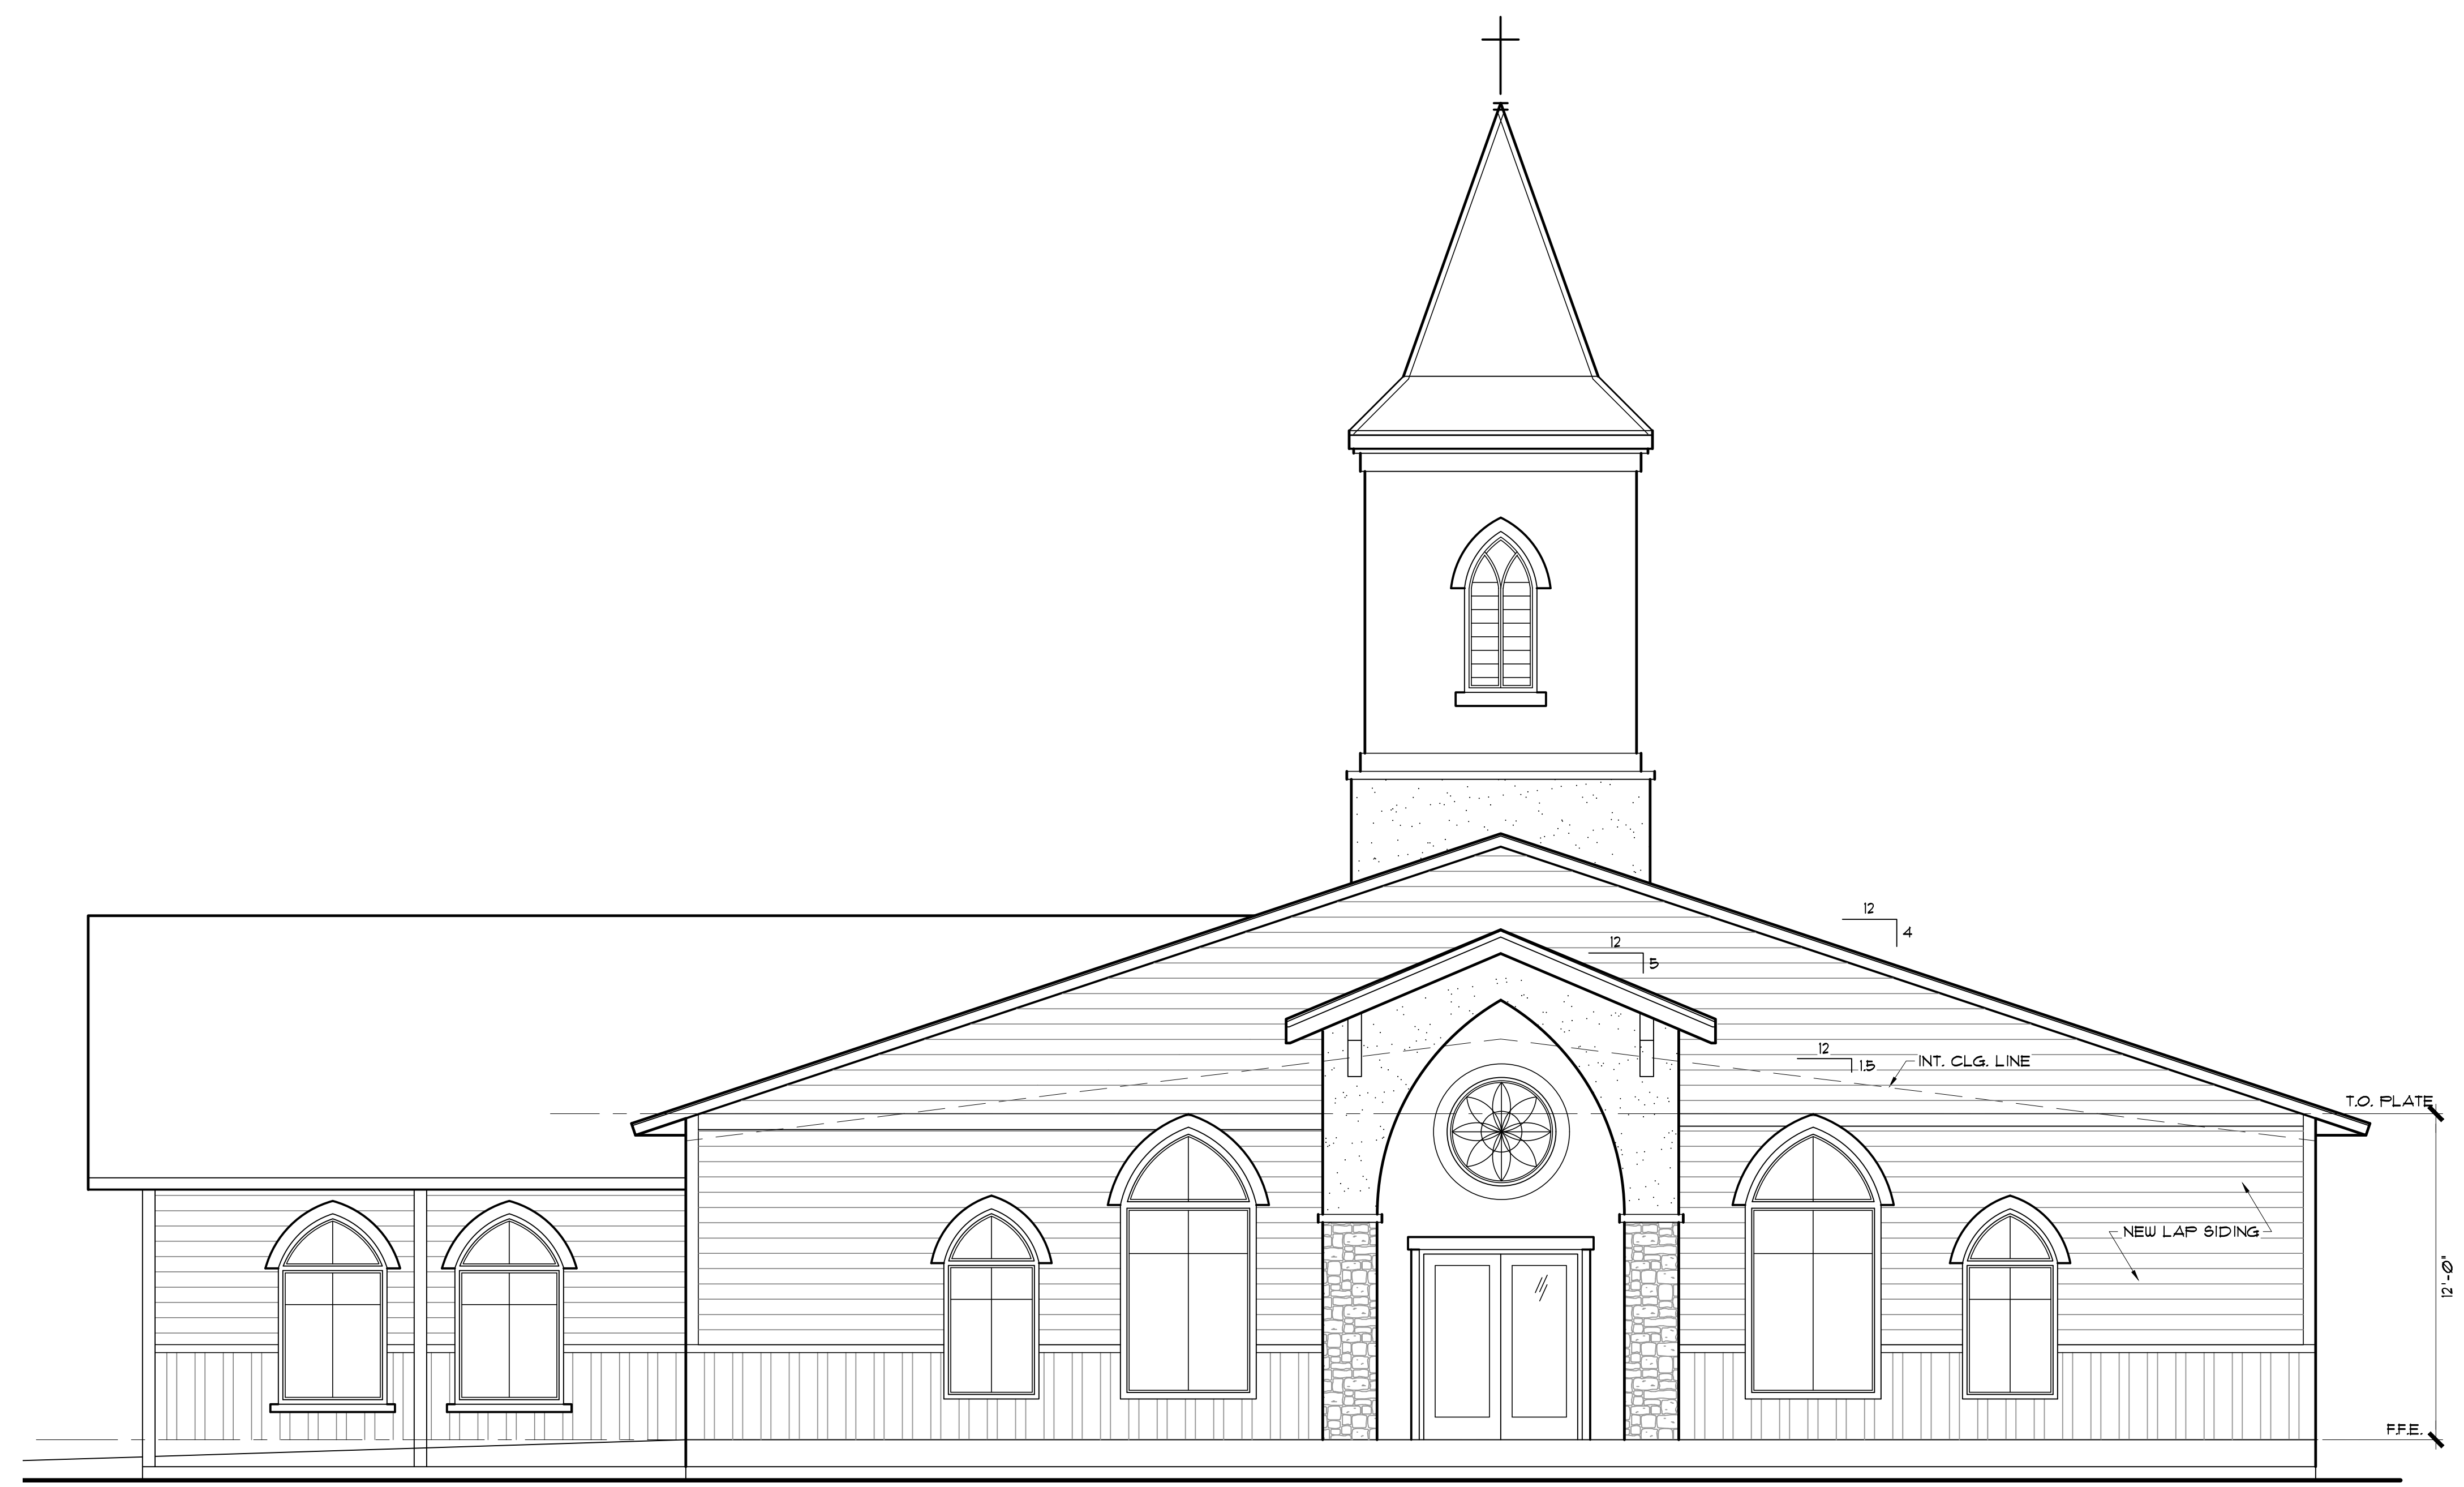 12
4
12
5
12
1.5
INT. CLG. LINE
T.O. PLATE
NEW LAP SIDING
12'-0"
F.F.E.